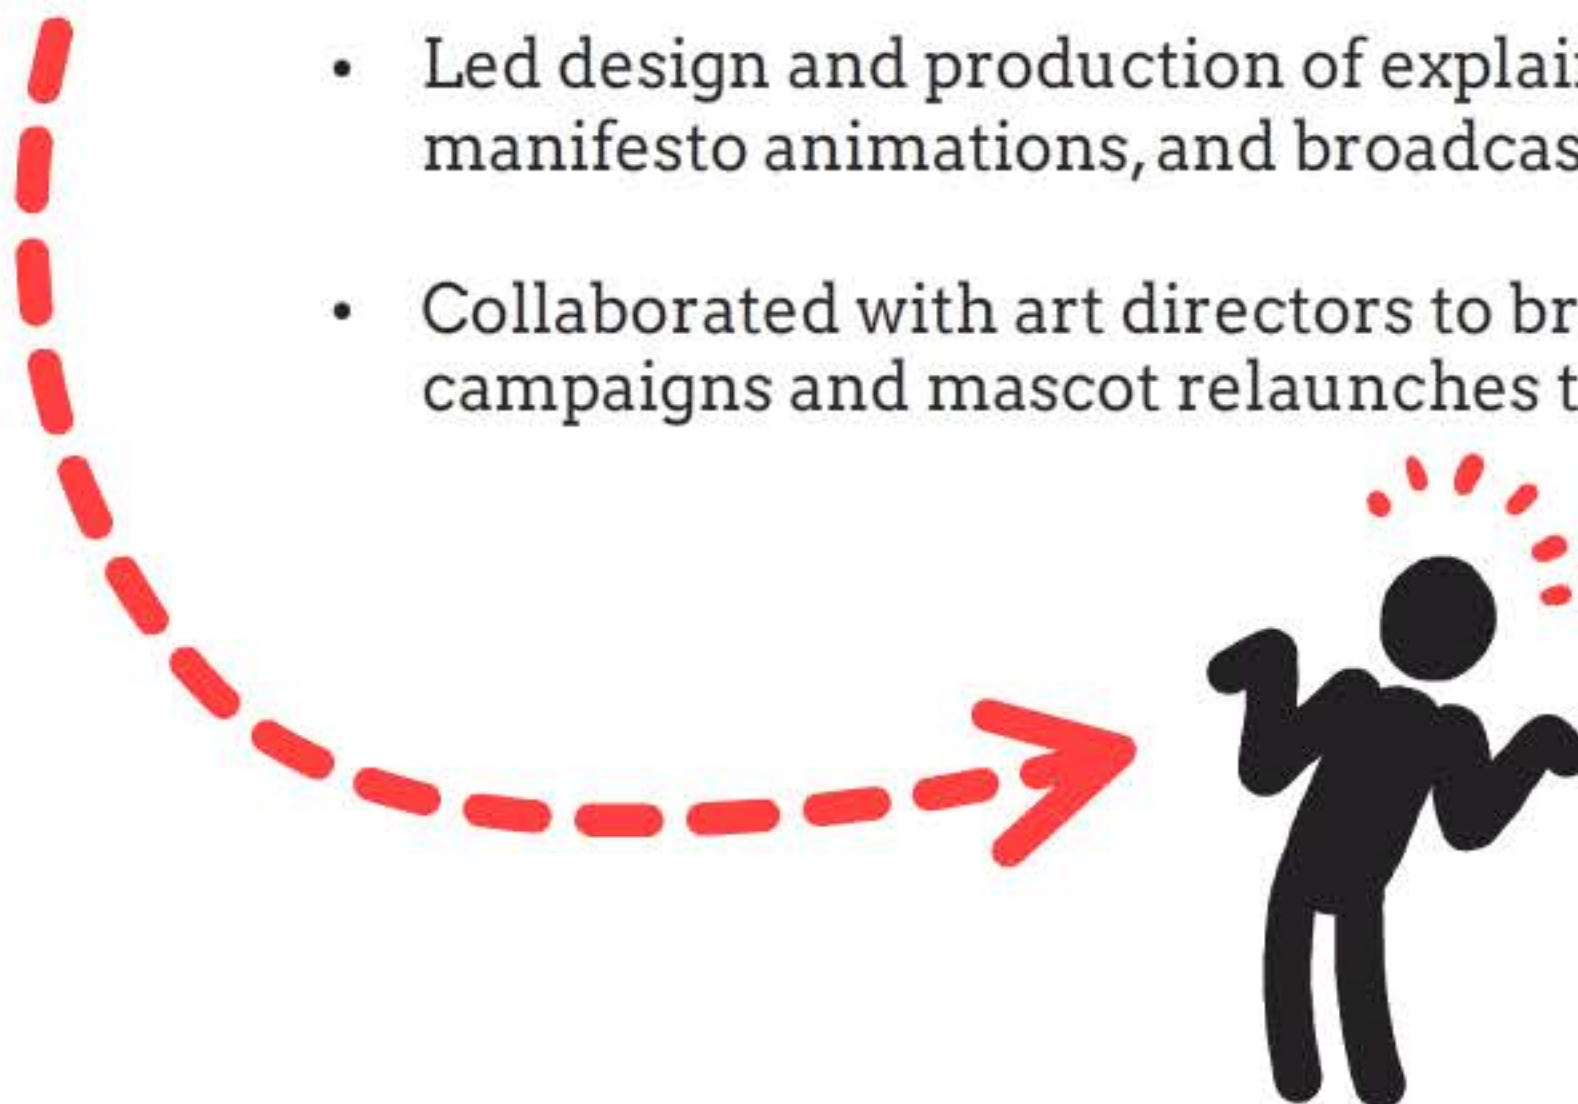 • Led design and production of explai
manifesto animations, and broadcas
• Collaborated with art directors to br
campaigns and mascot relaunches t